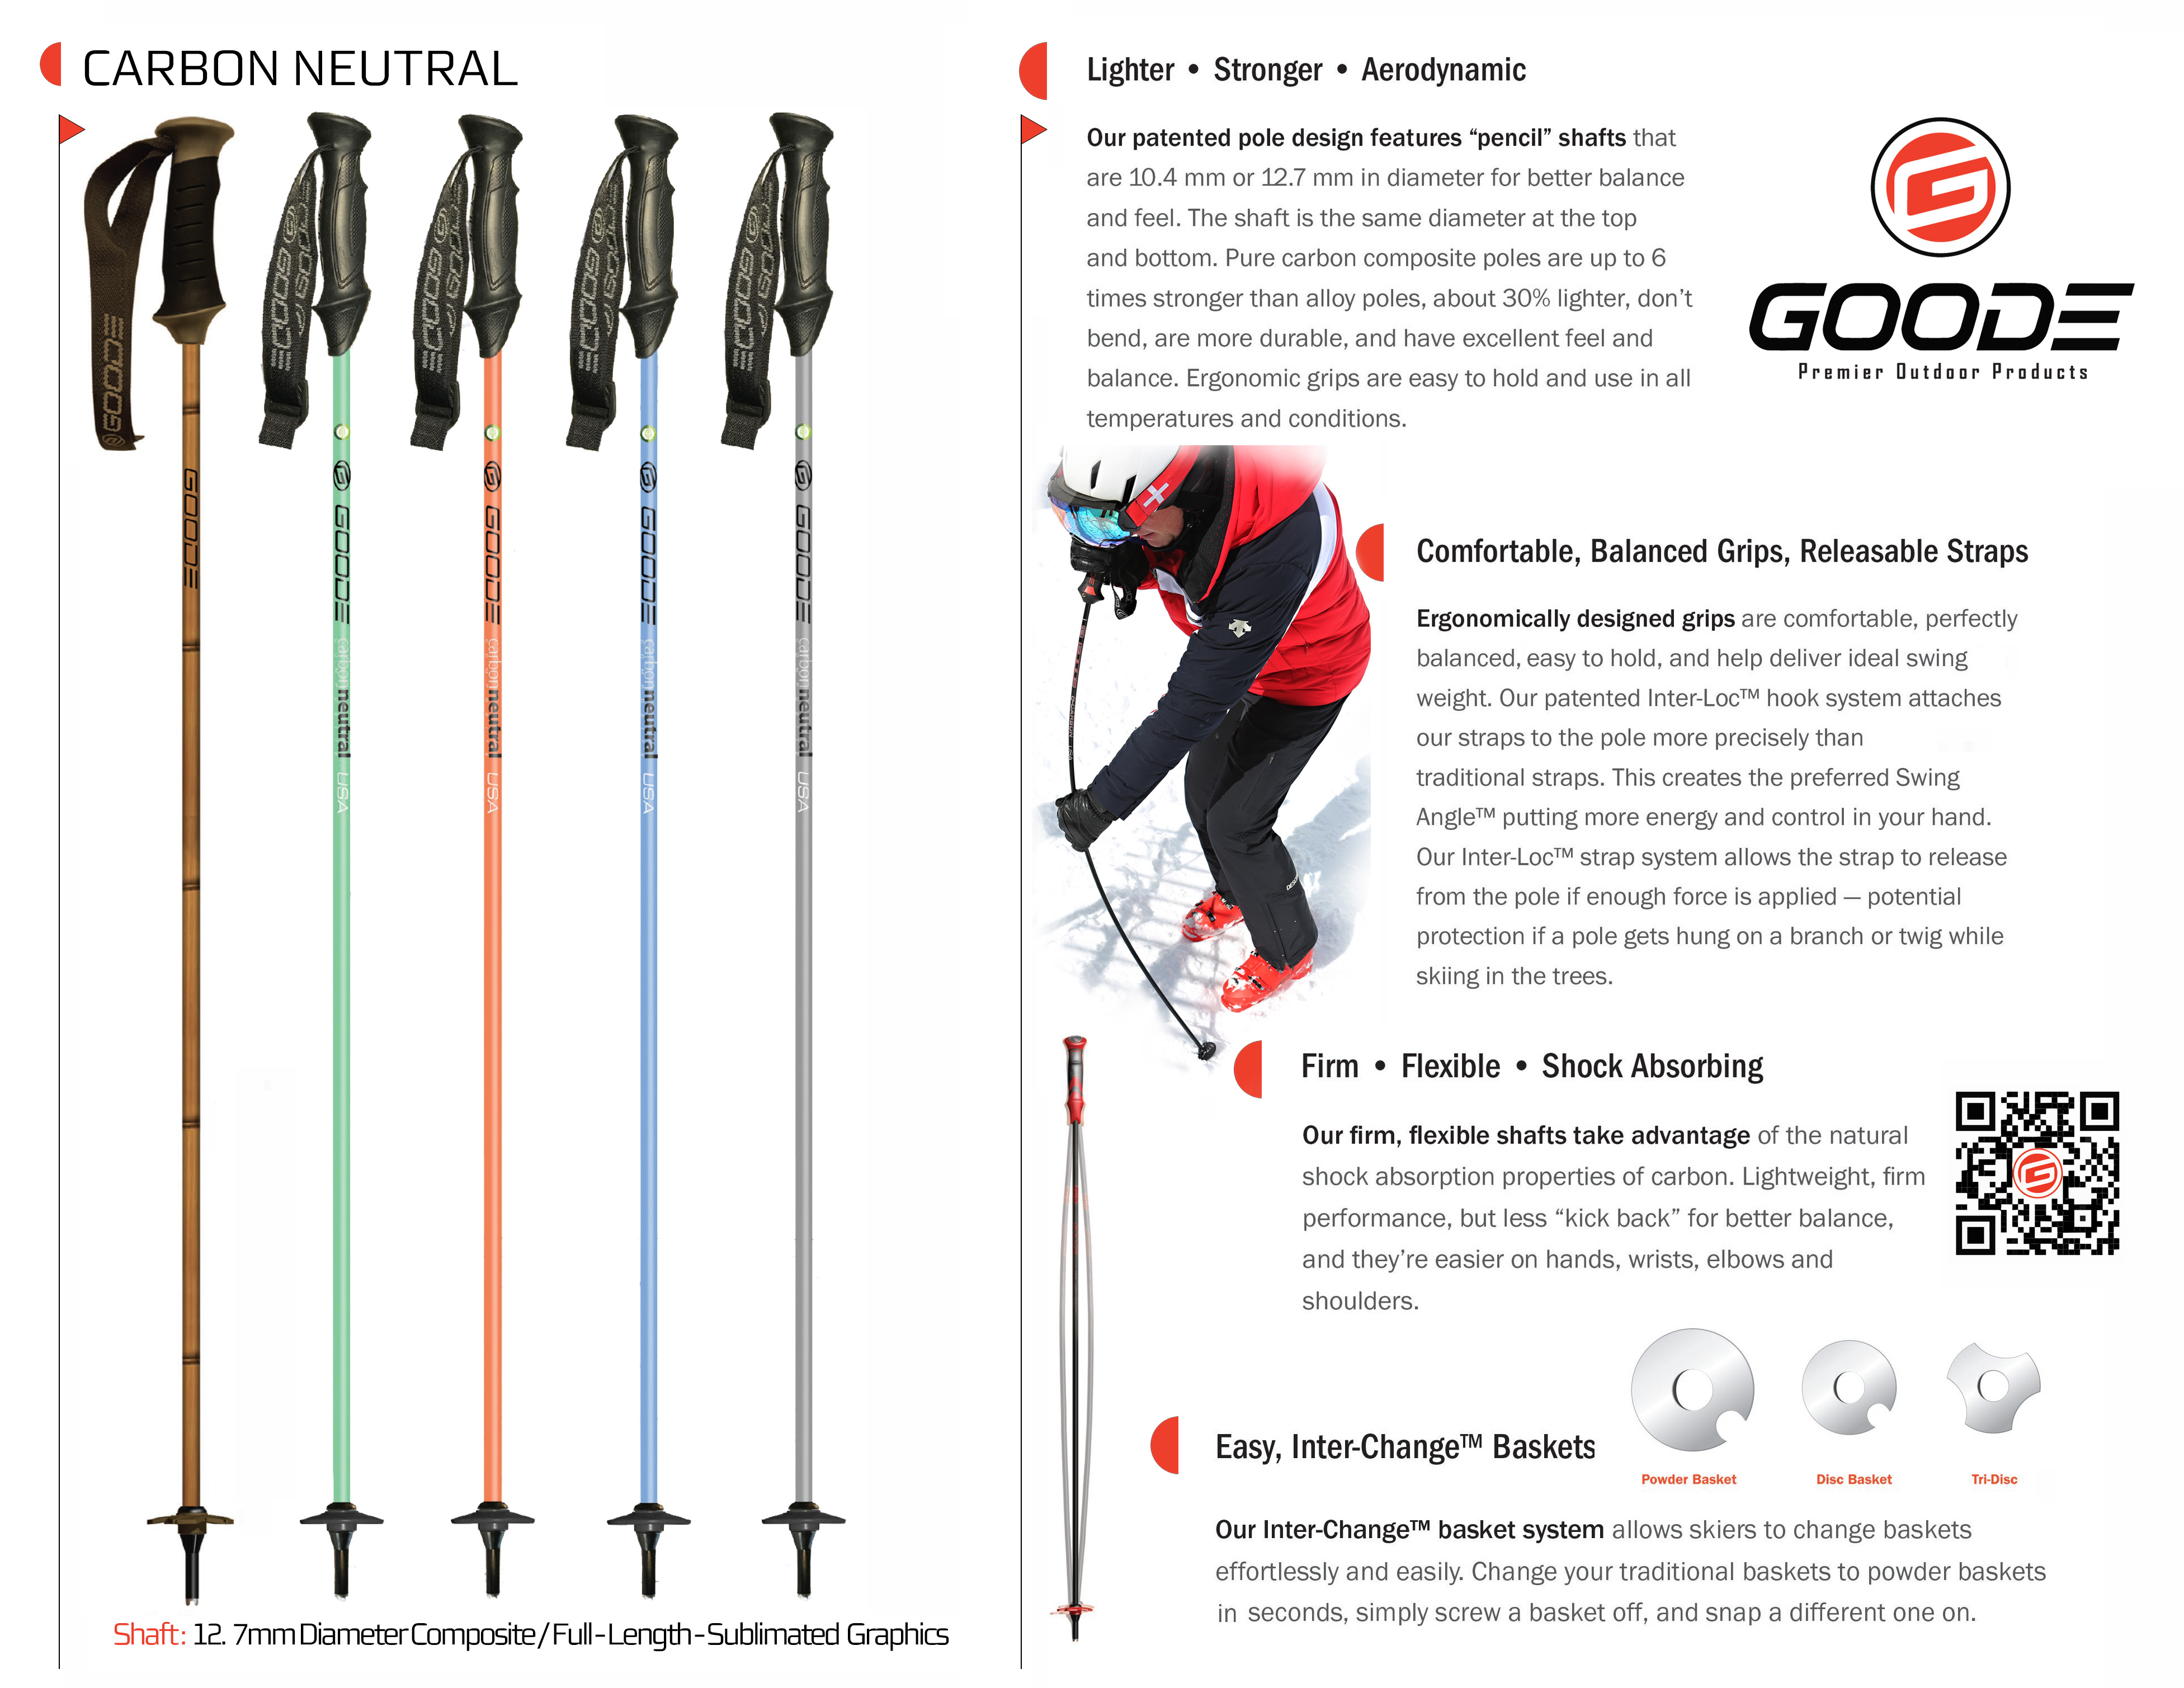 CARBON NEUTRAL
GOODE
GOODE
GOODE
GOODE
GOODE
GOODE
GOODE carbonneutral USA
GOODE carbonneutral USA
GOODE carbonneutral USA
GOODE carbonneutral USA
Shaft: 12. 7mm Diameter Composite / Full-Length-Sublimated Graphics
Lighter • Stronger • Aerodynamic
Our patented pole design features “pencil” shafts that
are 10.4 mm or 12.7 mm in diameter for better balance
and feel. The shaft is the same diameter at the top
and bottom. Pure carbon composite poles are up to 6
times stronger than alloy poles, about 30% lighter, don’t
bend, are more durable, and have excellent feel and
balance. Ergonomic grips are easy to hold and use in all
temperatures and conditions.
GOODE
Premier Outdoor Products
Comfortable, Balanced Grips, Releasable Straps
Ergonomically designed grips are comfortable, perfectly
balanced, easy to hold, and help deliver ideal swing
weight. Our patented Inter-Loc™ hook system attaches
our straps to the pole more precisely than
traditional straps. This creates the preferred Swing
Angle™ putting more energy and control in your hand.
Our Inter-Loc™ strap system allows the strap to release
from the pole if enough force is applied — potential
protection if a pole gets hung on a branch or twig while
skiing in the trees.
Firm • Flexible • Shock Absorbing
Our firm, flexible shafts take advantage of the natural
shock absorption properties of carbon. Lightweight, firm
performance, but less “kick back” for better balance,
and they’re easier on hands, wrists, elbows and
shoulders.
Easy, Inter-Change™ Baskets
Powder Basket
Disc Basket
Tri-Disc
Our Inter-Change™ basket system allows skiers to change baskets
effortlessly and easily. Change your traditional baskets to powder baskets
in seconds, simply screw a basket off, and snap a different one on.